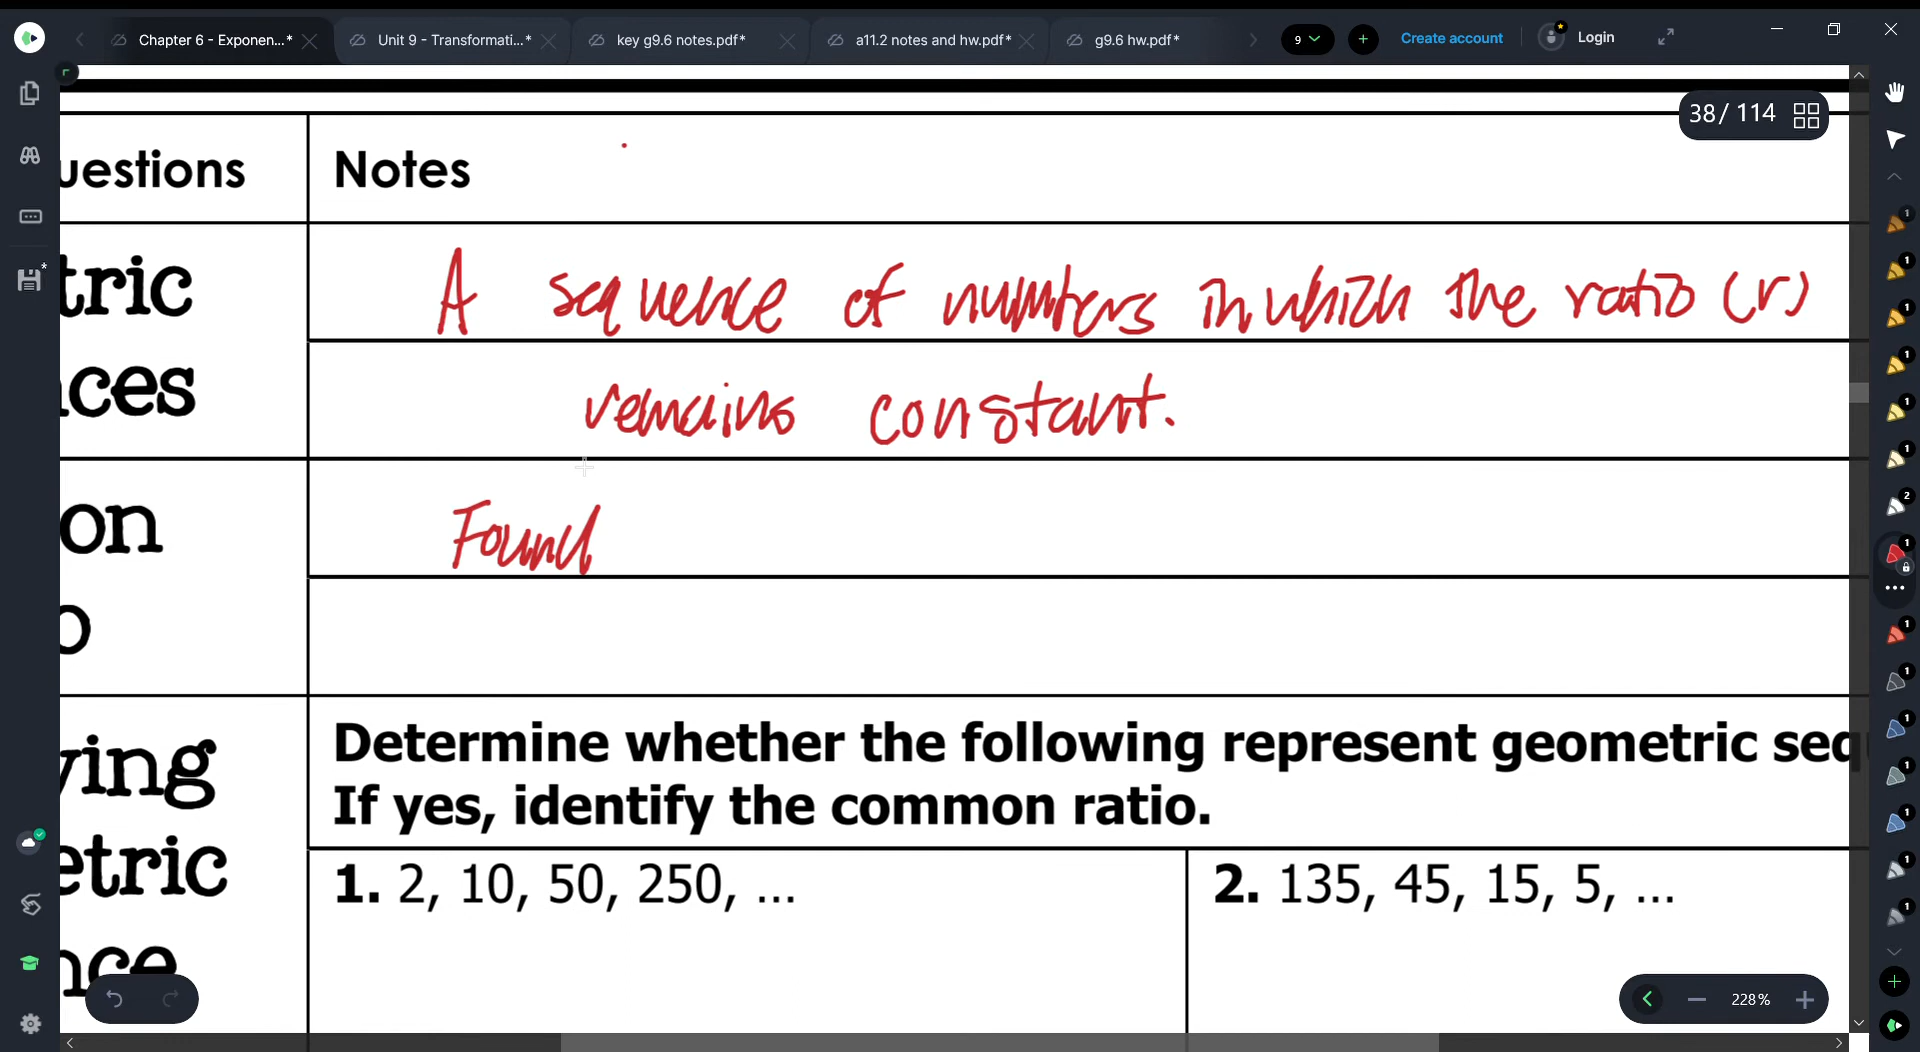 Chapter 6 - Exponen...* Unit 9 - Transformati...* key g9.6 notes.pdf* a11.2 notes and hw.pdf* g9.6 hw.pdf* 9 Create account Login
38/ 114
uestions Notes
tric A sequence of numbers in which the ratio (r)
ces remains constant.
on Found
o
Determine whether the following represent geometric seq
ying If yes, identify the common ratio.
etric 1. 2, 10, 50, 250, ... 2. 135, 45, 15, 5, ...
nce
228%